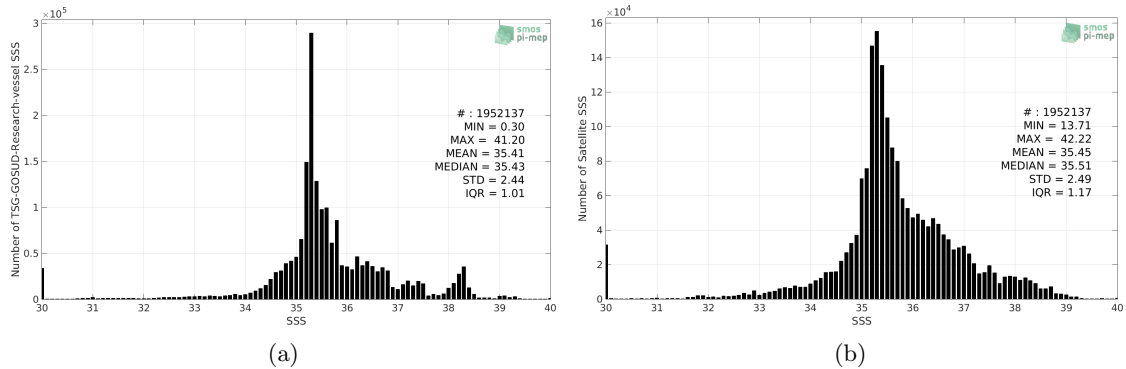 ×10⁵
3
2.5
2
1.5
1
0.5
0
Number of TSG-GOSUD-Research-vessel SSS
30 31 32 33 34 35 36 37 38 39 40
SSS
smos
pi-mep
# : 1952137
MIN = 0.30
MAX = 41.20
MEAN = 35.41
MEDIAN = 35.43
STD = 2.44
IQR = 1.01
(a)
×10⁴
16
14
12
10
8
6
4
2
0
Number of Satellite SSS
30 31 32 33 34 35 36 37 38 39 40
SSS
smos
pi-mep
# : 1952137
MIN = 13.71
MAX = 42.22
MEAN = 35.45
MEDIAN = 35.51
STD = 2.49
IQR = 1.17
(b)